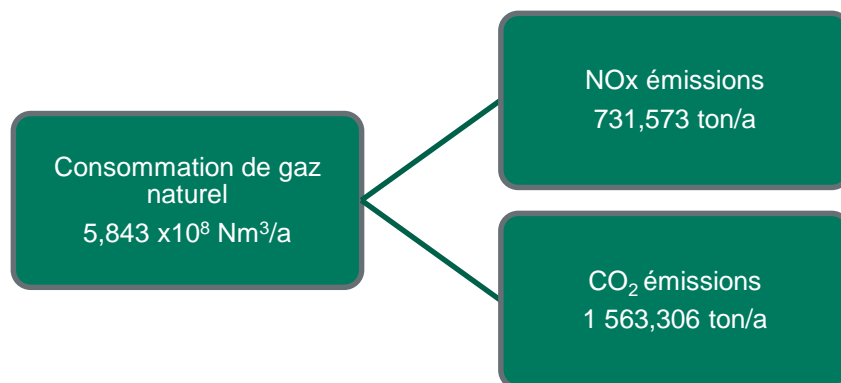 Consommation de gaz
naturel
5,843 x10⁸ Nm³/a
NOx émissions
731,573 ton/a
CO₂ émissions
1 563,306 ton/a